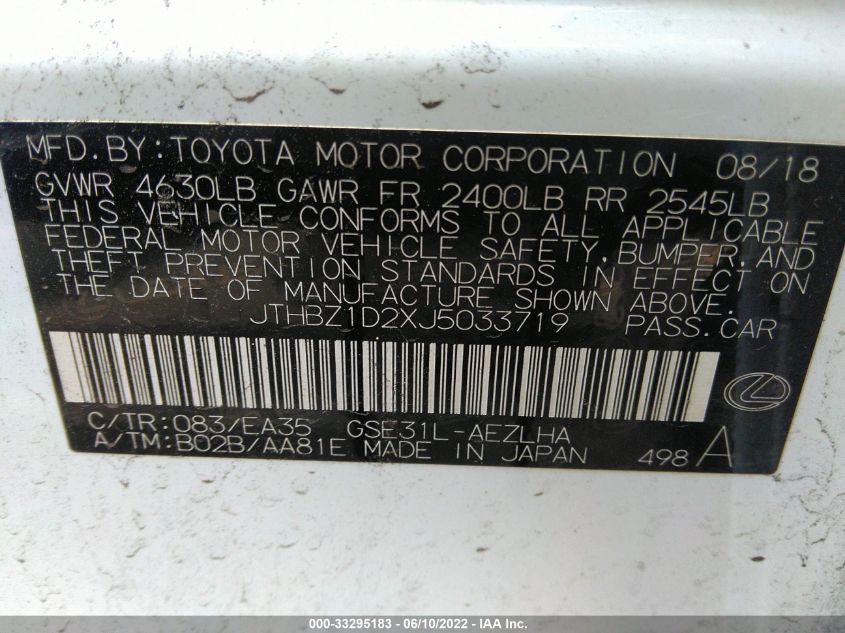 MFD.BY:TOYOTA MOTOR CORPORATION 08/18
GVWR 4630LB GAWR FR 2400LB RR 2545LB
THIS VEHICLE CONFORMS TO ALL APPLICABLE
FEDERAL MOTOR VEHICLE SAFETY,BUMPER,AND
THEFT PREVENTION STANDARDS IN EFFECT ON
THE DATE OF MANUFACTURE SHOWN ABOVE.
JTHBZ1D2XJ5033719 PASS.CAR
C/TR:083/EA35 GSE31L-AEZLHA
A/TM:B02B/AA81E MADE IN JAPAN 498 A
000-33295183 - 06/10/2022 - IAA Inc.